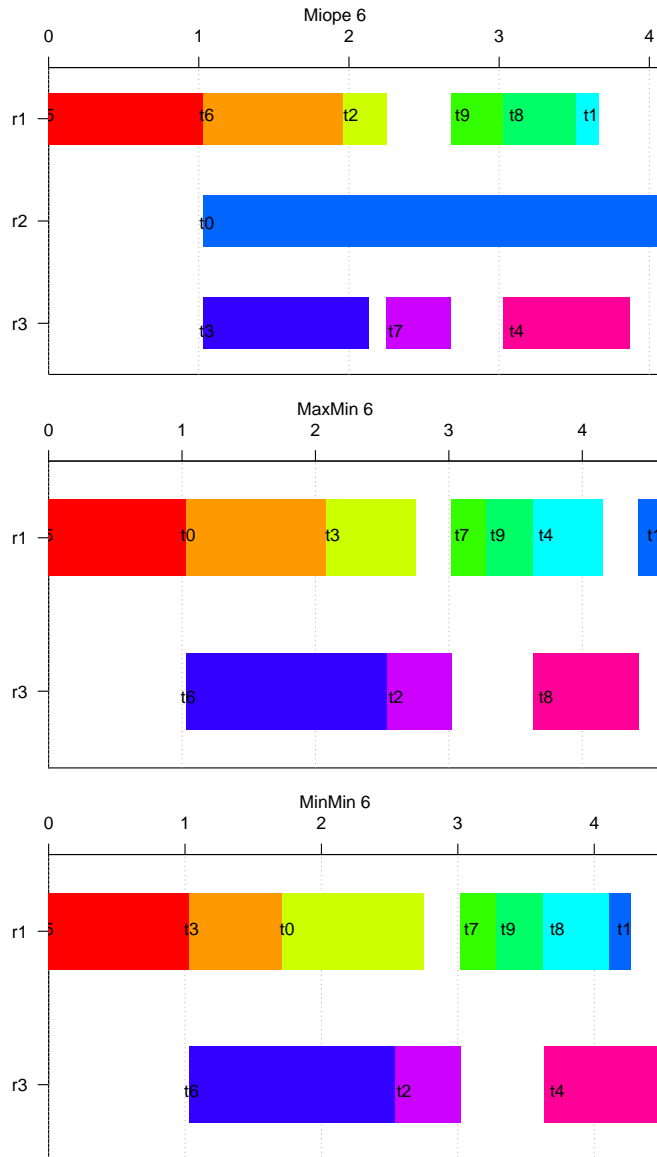 Miope 6
0 1 2 3 4
r1 t6 t2 t9 t8 t1
r2 t0
r3 t3 t7 t4
MaxMin 6
0 1 2 3 4
r1 t0 t3 t7 t9 t4
r3 t6 t2 t8
MinMin 6
0 1 2 3 4
r1 t3 t0 t7 t9 t8 t1
r3 t6 t2 t4